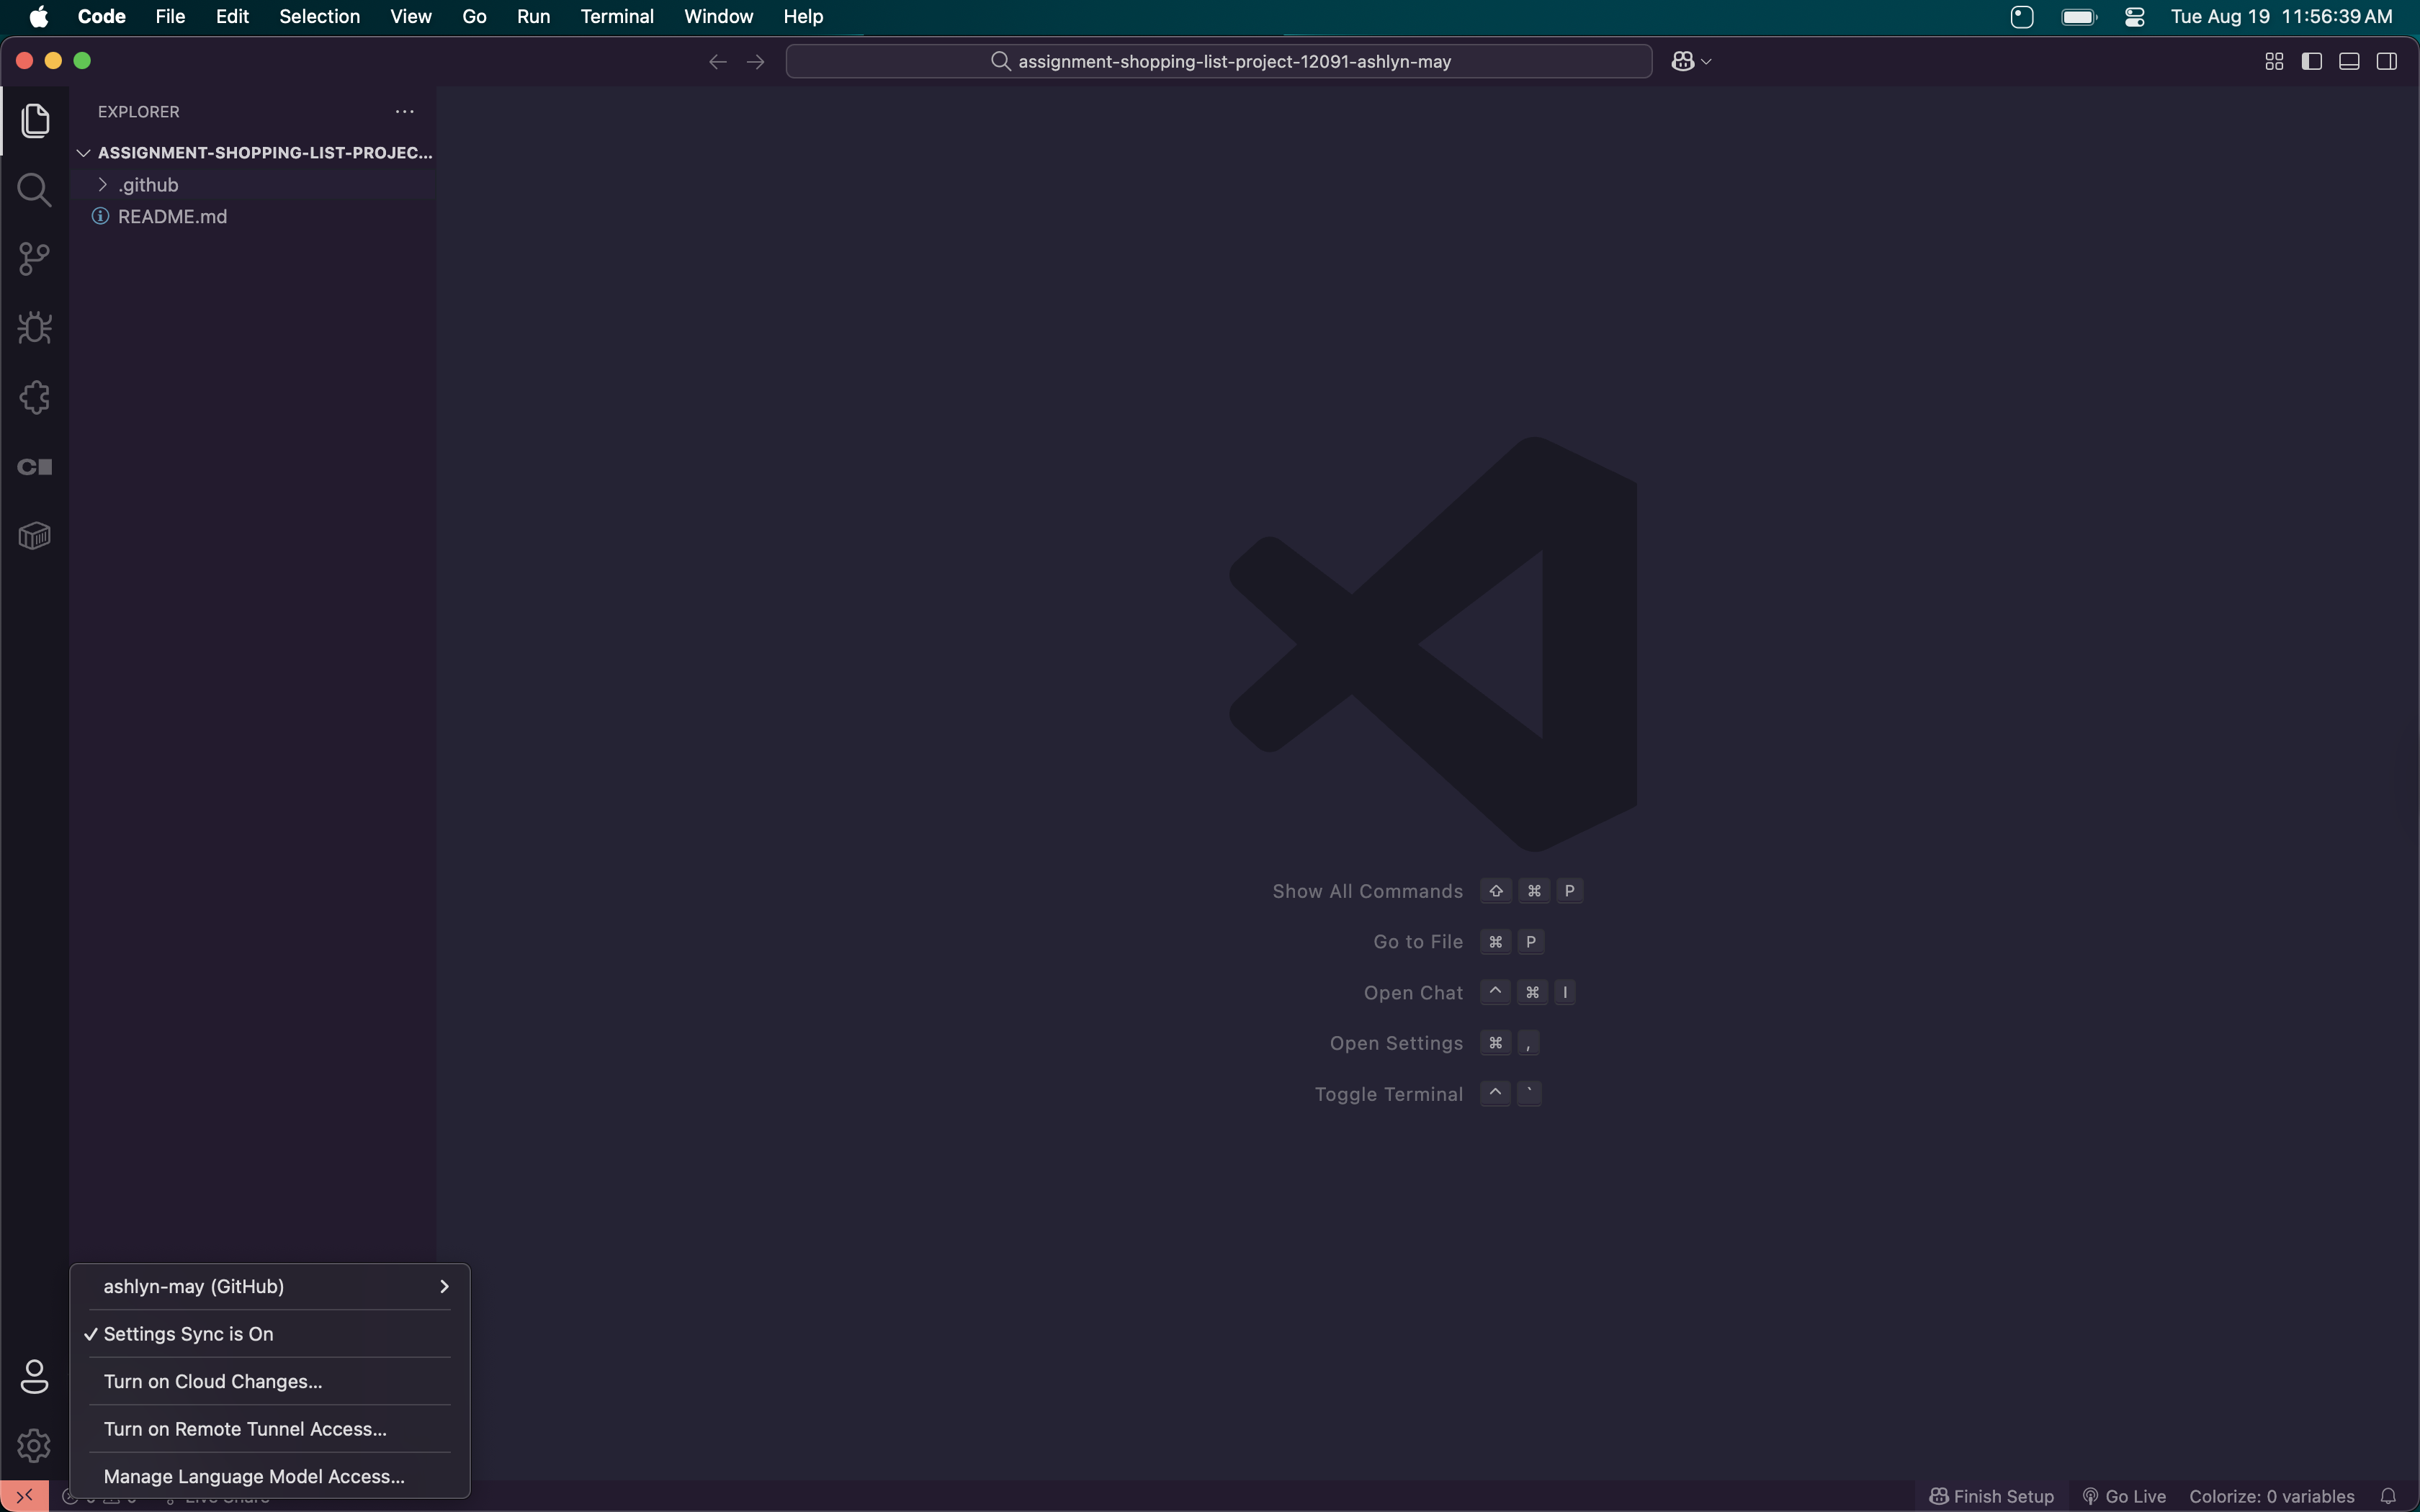 Code File Edit Selection View Go Run Terminal Window Help Tue Aug 19 11:56:39 AM
assignment-shopping-list-project-12091-ashlyn-may
EXPLORER
ASSIGNMENT-SHOPPING-LIST-PROJEC...
.github
README.md
Show All Commands ⇧ ⌘ P
Go to File ⌘ P
Open Chat ^ ⌘ I
Open Settings ⌘ ,
Toggle Terminal ^ `
ashlyn-may (GitHub)
✓ Settings Sync is On
Turn on Cloud Changes...
Turn on Remote Tunnel Access...
Manage Language Model Access...
Live Share Finish Setup Go Live Colorize: 0 variables